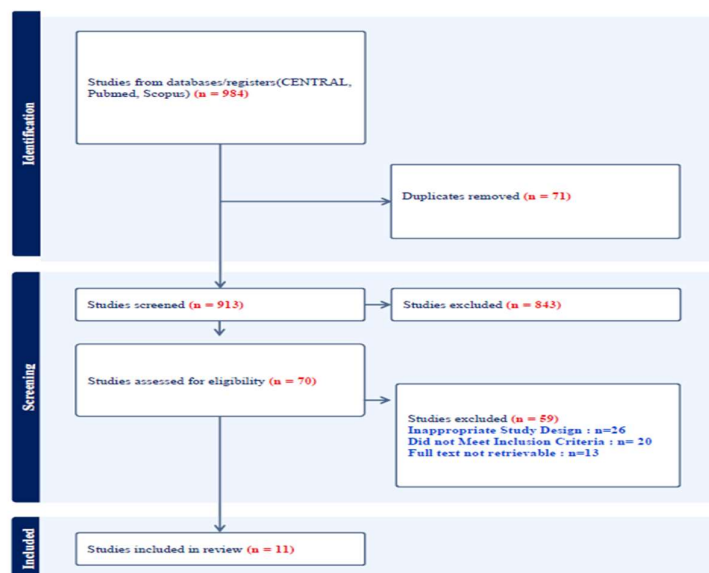 Identification
Studies from databases/registers(CENTRAL,
Pubmed, Scopus) (n = 984)
Duplicates removed (n = 71)
Screening
Studies screened (n = 913)
Studies excluded (n = 843)
Studies assessed for eligibility (n = 70)
Studies excluded (n = 59)
Inappropriate Study Design : n=26
Did not Meet Inclusion Criteria : n= 20
Full text not retrievable : n=13
Included
Studies included in review (n = 11)